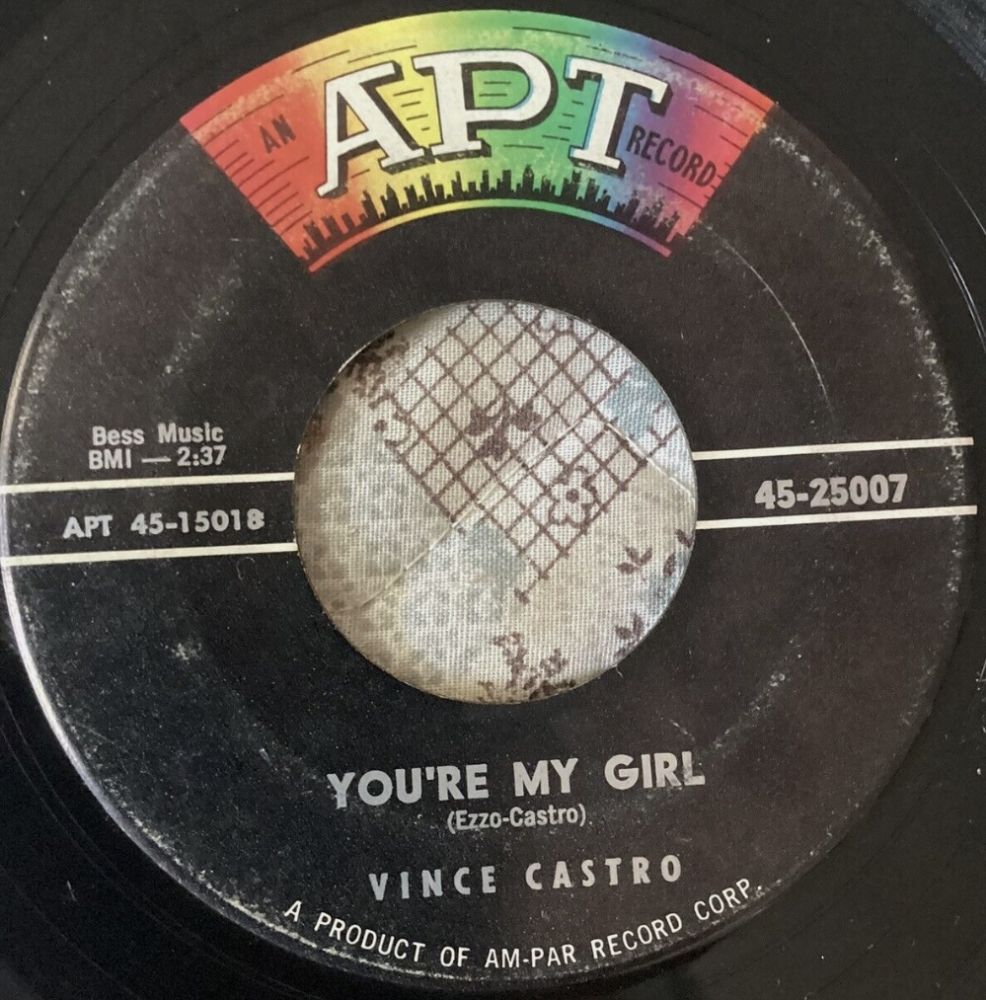 AN APT RECORD
Bess Music
BMI — 2:37
APT 45-15018
45-25007
YOU'RE MY GIRL
(Ezzo-Castro)
VINCE CASTRO
A PRODUCT OF AM-PAR RECORD CORP.